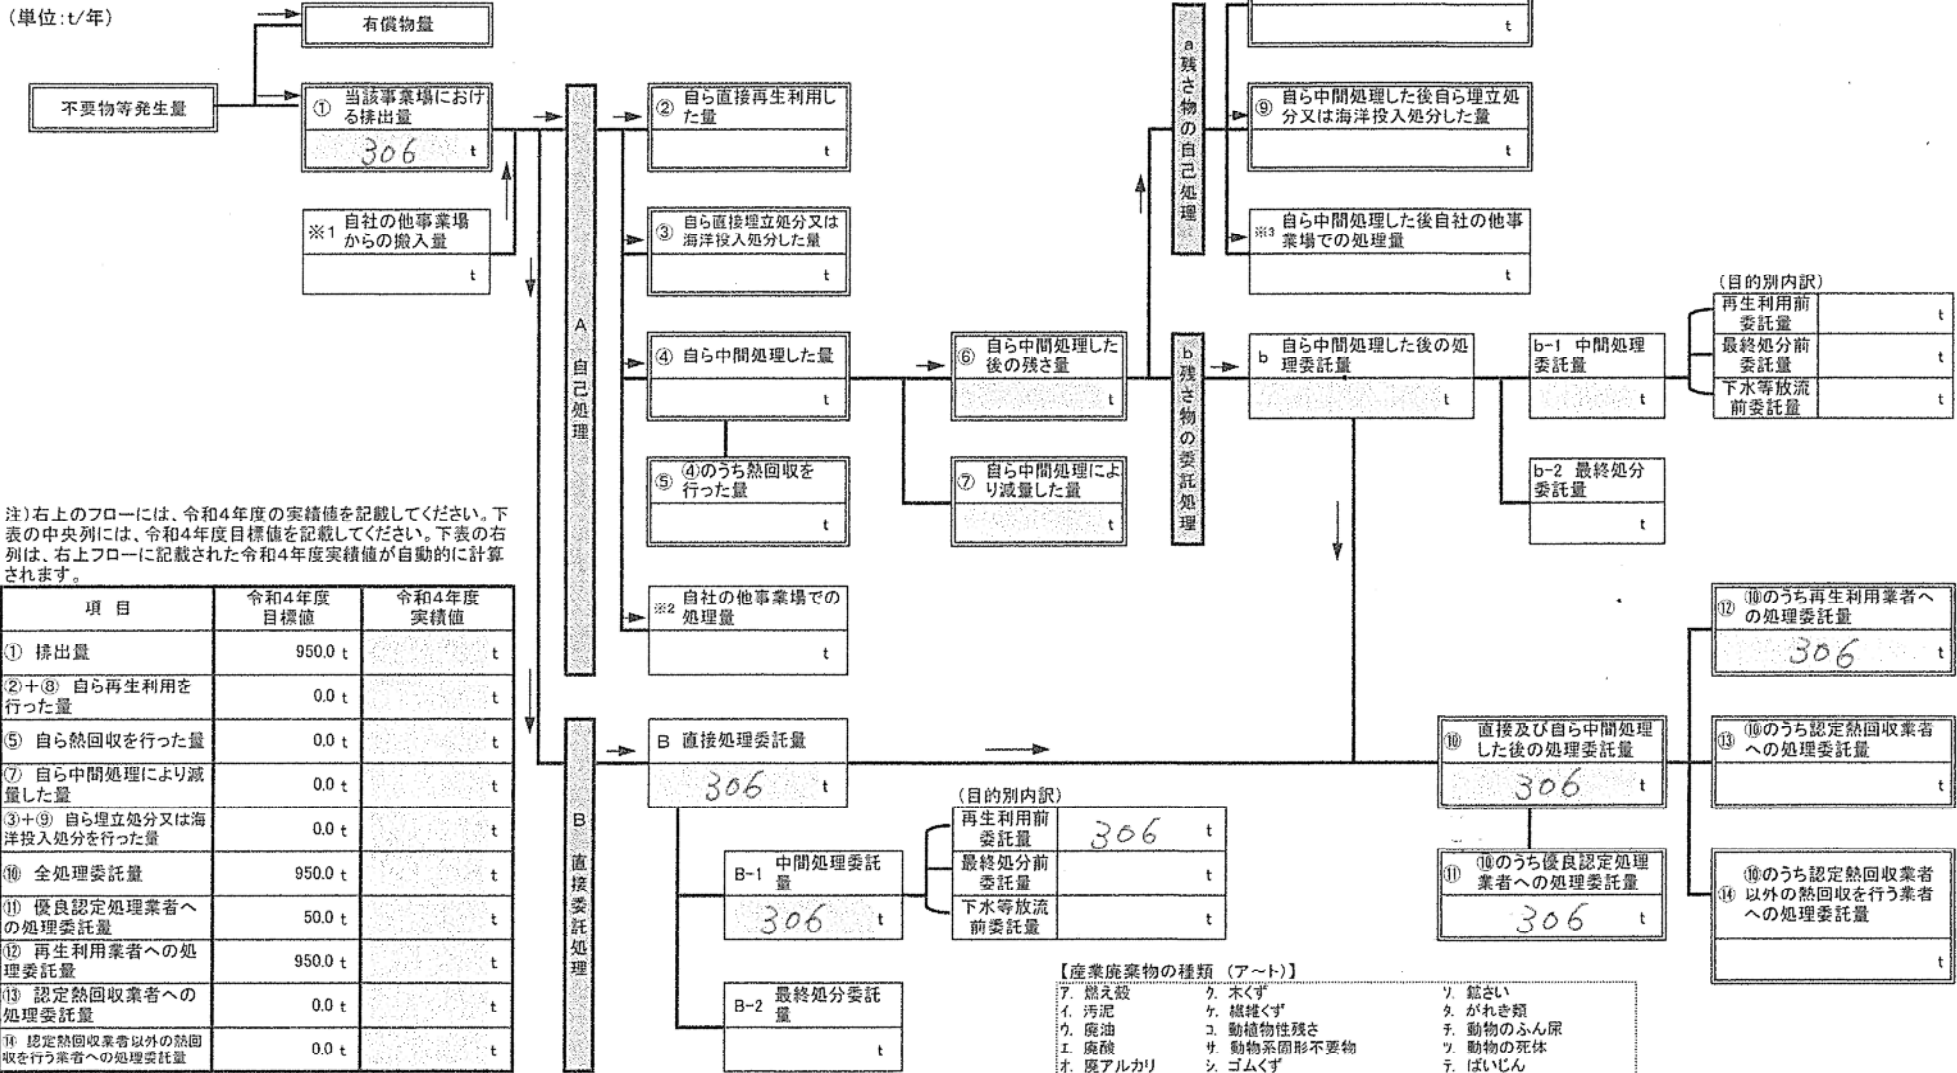 (単位:t/年)
有償物量
不要物等発生量
① 当該事業場におけ
る排出量
306 t
※1 自社の他事業場
からの搬入量
t
A 自己処理
② 自ら直接再生利用し
た量
t
③ 自ら直接埋立処分又は
海洋投入処分した量
t
④ 自ら中間処理した量
t
⑤ ④のうち熱回収を
行った量
t
※2 自社の他事業場での
処理量
t
⑥ 自ら中間処理した
後の残さ量
t
⑦ 自ら中間処理によ
り減量した量
t
a 残さ物の自己処理
t
⑨ 自ら中間処理した後自ら埋立処
分又は海洋投入処分した量
t
※3 自ら中間処理した後自社の他事
業場での処理量
t
b 残さ物の委託処理
b 自ら中間処理した後の処
理委託量
t
b-1 中間処理
委託量
t
(目的別内訳)
再生利用前
委託量 t
最終処分前
委託量 t
下水等放流
前委託量 t
b-2 最終処分
委託量
t
注)右上のフローには、令和4年度の実績値を記載してください。下
表の中央列には、令和4年度目標値を記載してください。下表の右
列は、右上フローに記載された令和4年度実績値が自動的に計算
されます。
項 目 令和4年度 目標値 令和4年度 実績値
① 排出量 950.0 t t
②+⑧ 自ら再生利用を
行った量 0.0 t t
⑤ 自ら熱回収を行った量 0.0 t t
⑦ 自ら中間処理により減
量した量 0.0 t t
③+⑨ 自ら埋立処分又は海
洋投入処分を行った量 0.0 t t
⑩ 全処理委託量 950.0 t t
⑪ 優良認定処理業者へ
の処理委託量 50.0 t t
⑫ 再生利用業者への処
理委託量 950.0 t t
⑬ 認定熱回収業者への
処理委託量 0.0 t t
⑭ 認定熱回収業者以外の熱回
収を行う業者への処理委託量 0.0 t t
B 直接委託処理
B 直接処理委託量
306 t
B-1 中間処理委託
量
306 t
(目的別内訳)
再生利用前
委託量 306 t
最終処分前
委託量 t
下水等放流
前委託量 t
B-2 最終処分委託
量
t
⑩ 直接及び自ら中間処理
した後の処理委託量
306 t
⑪ ⑩のうち優良認定処理
業者への処理委託量
306 t
⑫ ⑩のうち再生利用業者へ
の処理委託量
306 t
⑬ ⑩のうち認定熱回収業者
への処理委託量
t
⑭ ⑩のうち認定熱回収業者
以外の熱回収を行う業者
への処理委託量
t
【産業廃棄物の種類 (ア~ト)】
ア. 燃え殻 ク. 木くず ソ. 鉱さい
イ. 汚泥 ケ. 繊維くず タ. がれき類
ウ. 廃油 コ. 動植物性残さ チ. 動物のふん尿
エ. 廃酸 サ. 動物系固形不要物 ツ. 動物の死体
オ. 廃アルカリ シ. ゴムくず テ. ばいじん